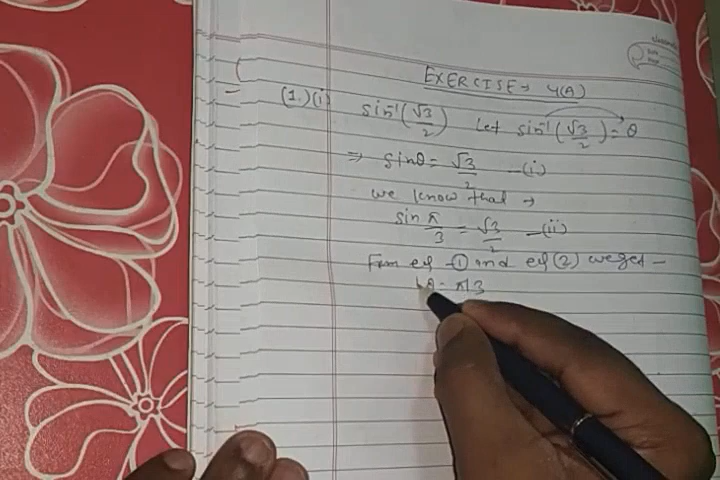 EXERCISE → 4(A)
(1.)(i) sin⁻¹(√3/2) Let sin⁻¹(√3/2) = θ
⇒ sinθ = √3/2 —(i)
we know that →
sin π/3 = √3/2 —(ii)
From eq —① and eq (2) we get —
θ = π/3